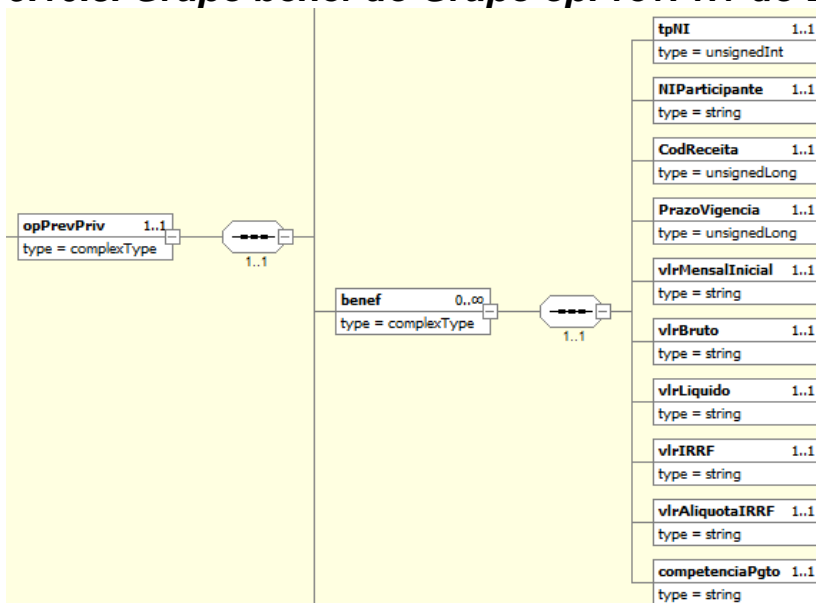 tpNI 1..1
type = unsignedInt
NIParticipante 1..1
type = string
CodReceita 1..1
type = unsignedLong
PrazoVigencia 1..1
type = unsignedLong
opPrevPriv 1..1
type = complexType
1..1
vlrMensalInicial 1..1
type = string
benef 0..∞
type = complexType
1..1
vlrBruto 1..1
type = string
vlrLiquido 1..1
type = string
vlrIRRF 1..1
type = string
vlrAliquotaIRRF 1..1
type = string
competenciaPgto 1..1
type = string